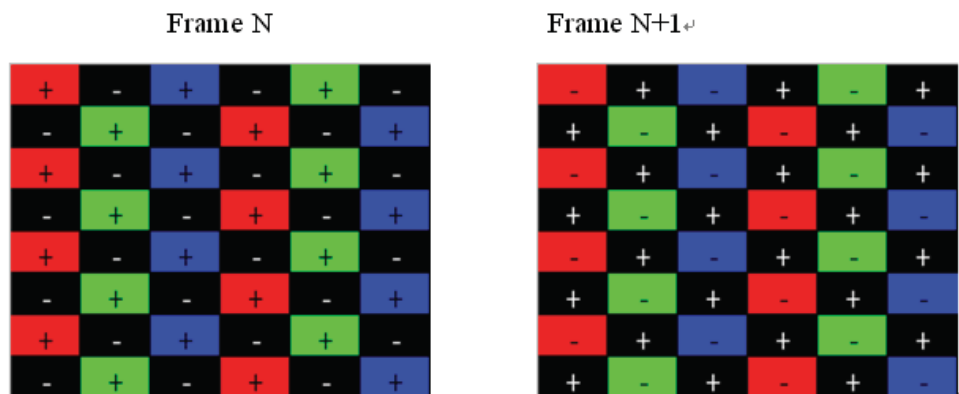 Frame N
Frame N+1↵
+ - + - + -
- + - + - +
+ - + - + -
- + - + - +
+ - + - + -
- + - + - +
+ - + - + -
- + - + - +
- + - + - +
+ - + - + -
- + - + - +
+ - + - + -
- + - + - +
+ - + - + -
- + - + - +
+ - + - + -